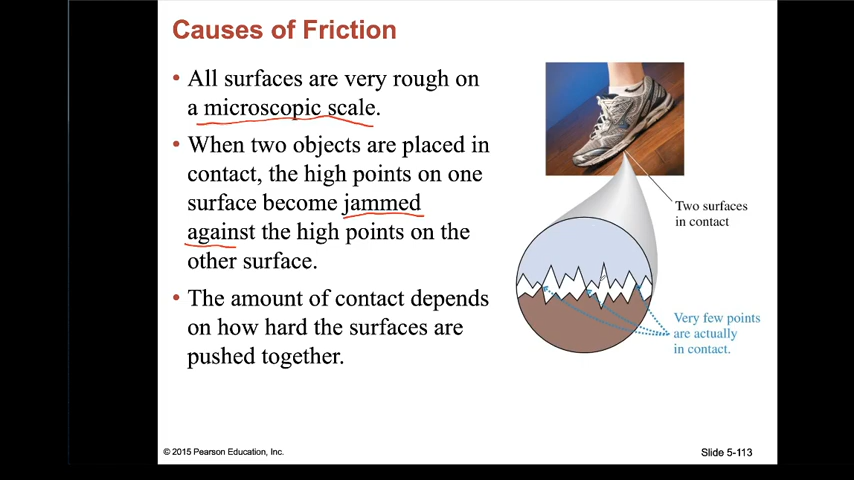 Causes of Friction
• All surfaces are very rough on
a microscopic scale.
• When two objects are placed in
contact, the high points on one
surface become jammed
against the high points on the
other surface.
• The amount of contact depends
on how hard the surfaces are
pushed together.
Two surfaces
in contact
Very few points
are actually
in contact.
© 2015 Pearson Education, Inc.
Slide 5-113